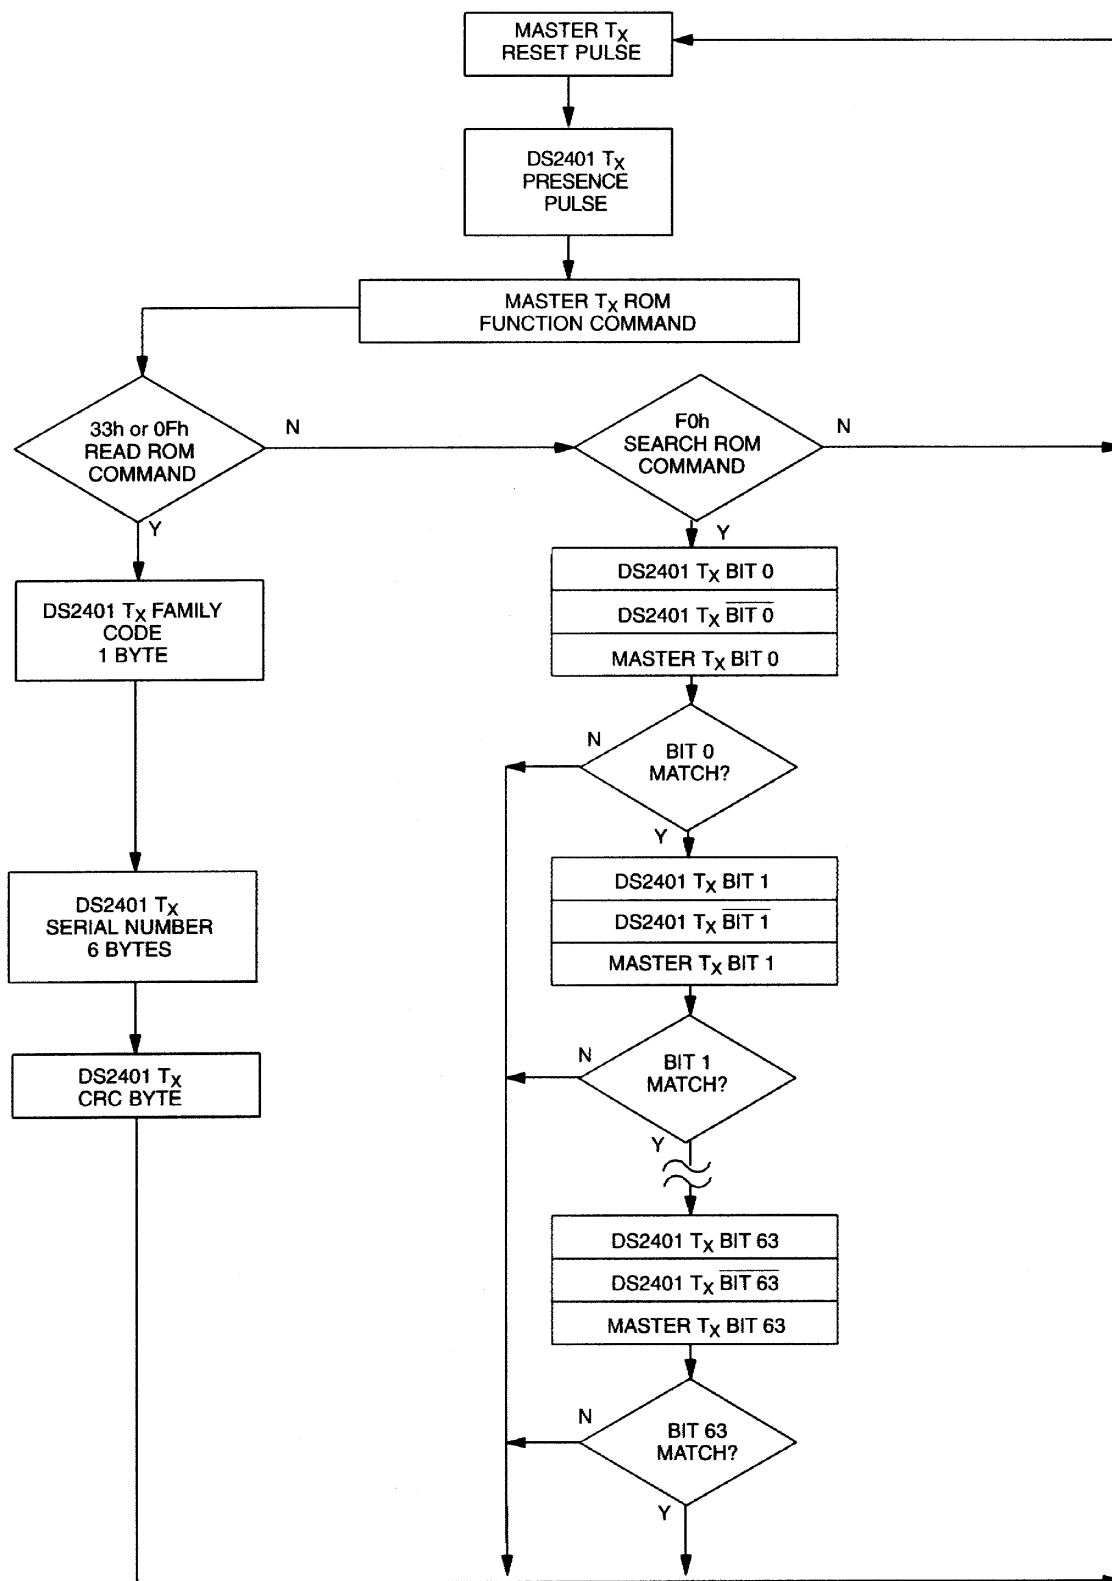 MASTER TX
RESET PULSE
DS2401 TX
PRESENCE
PULSE
MASTER TX ROM
FUNCTION COMMAND
33h or 0Fh
READ ROM
COMMAND
N
Y
F0h
SEARCH ROM
COMMAND
N
Y
DS2401 TX FAMILY
CODE
1 BYTE
DS2401 TX
SERIAL NUMBER
6 BYTES
DS2401 TX
CRC BYTE
DS2401 TX BIT 0
DS2401 TX BIT 0
MASTER TX BIT 0
BIT 0
MATCH?
N
Y
DS2401 TX BIT 1
DS2401 TX BIT 1
MASTER TX BIT 1
BIT 1
MATCH?
N
Y
DS2401 TX BIT 63
DS2401 TX BIT 63
MASTER TX BIT 63
BIT 63
MATCH?
N
Y